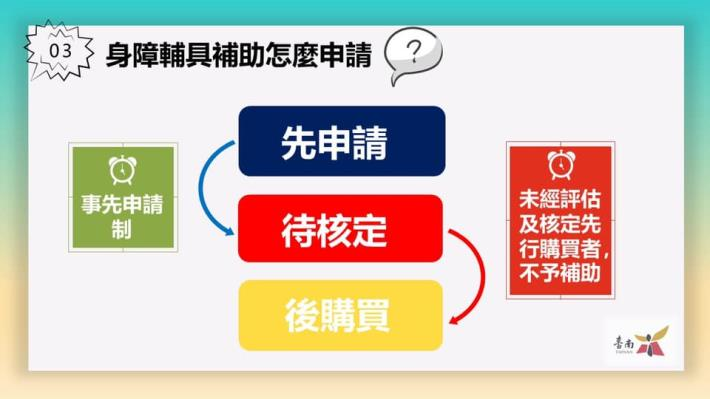 03
身障輔具補助怎麼申請
?
先申請
事先申請
制
待核定
後購買
未經評估
及核定先
行購買者，
不予補助
臺南
TAINAN